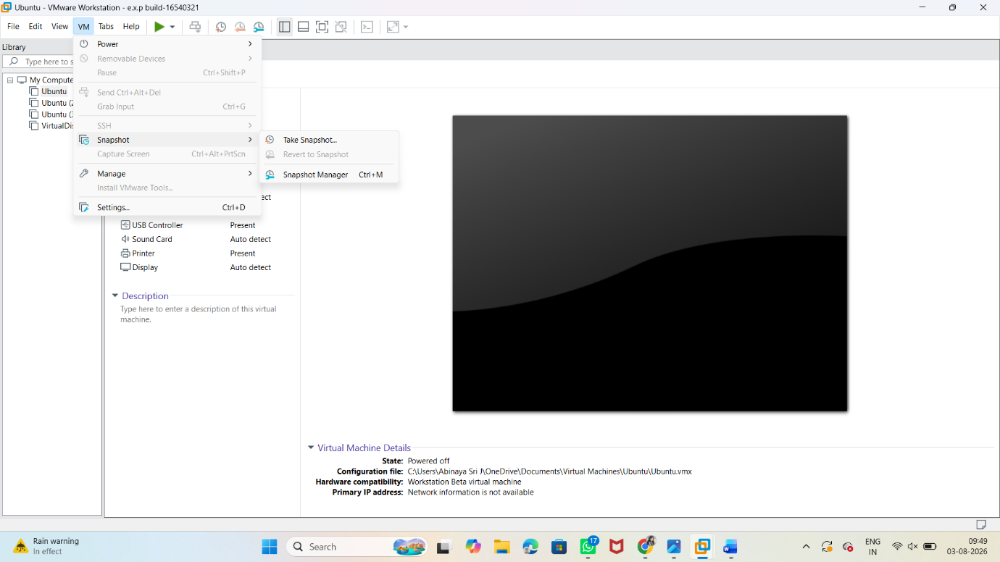 Ubuntu - VMware Workstation - e.x.p build-16540321
File Edit View VM Tabs Help
Library
Type here to s
My Compute
Ubuntu
Ubuntu (2
Ubuntu (3
VirtualDis
Power
Removable Devices
Pause Ctrl+Shift+P
Send Ctrl+Alt+Del
Grab Input Ctrl+G
SSH
Snapshot
Capture Screen Ctrl+Alt+PrtScn
Manage
Install VMware Tools...
Settings... Ctrl+D
Take Snapshot...
Revert to Snapshot
Snapshot Manager Ctrl+M
ect
USB Controller Present
Sound Card Auto detect
Printer Present
Display Auto detect
Description
Type here to enter a description of this virtual
machine.
Virtual Machine Details
State: Powered off
Configuration file: C:\Users\Abinaya Sri J\OneDrive\Documents\Virtual Machines\Ubuntu\Ubuntu.vmx
Hardware compatibility: Workstation Beta virtual machine
Primary IP address: Network information is not available
Rain warning
In effect
Search
17
ENG
IN
09:49
03-08-2026